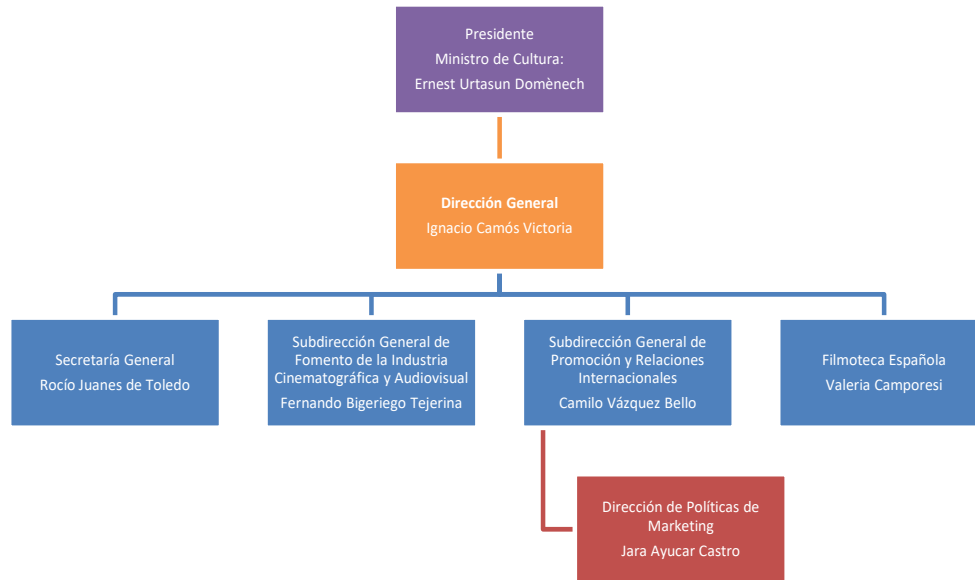 Presidente
Ministro de Cultura:
Ernest Urtasun Domènech
Dirección General
Ignacio Camós Victoria
Secretaría General
Rocío Juanes de Toledo
Subdirección General de
Fomento de la Industria
Cinematográfica y Audiovisual
Fernando Bigeriego Tejerina
Subdirección General de
Promoción y Relaciones
Internacionales
Camilo Vázquez Bello
Filmoteca Española
Valeria Camporesi
Dirección de Políticas de
Marketing
Jara Ayucar Castro